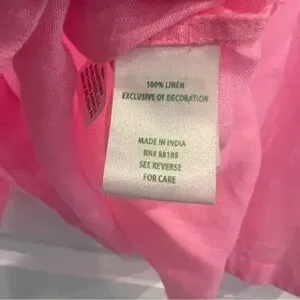 100% LINEN
EXCLUSIVE OF DECORATION
MADE IN INDIA
RN# 88189
SEE REVERSE
FOR CARE